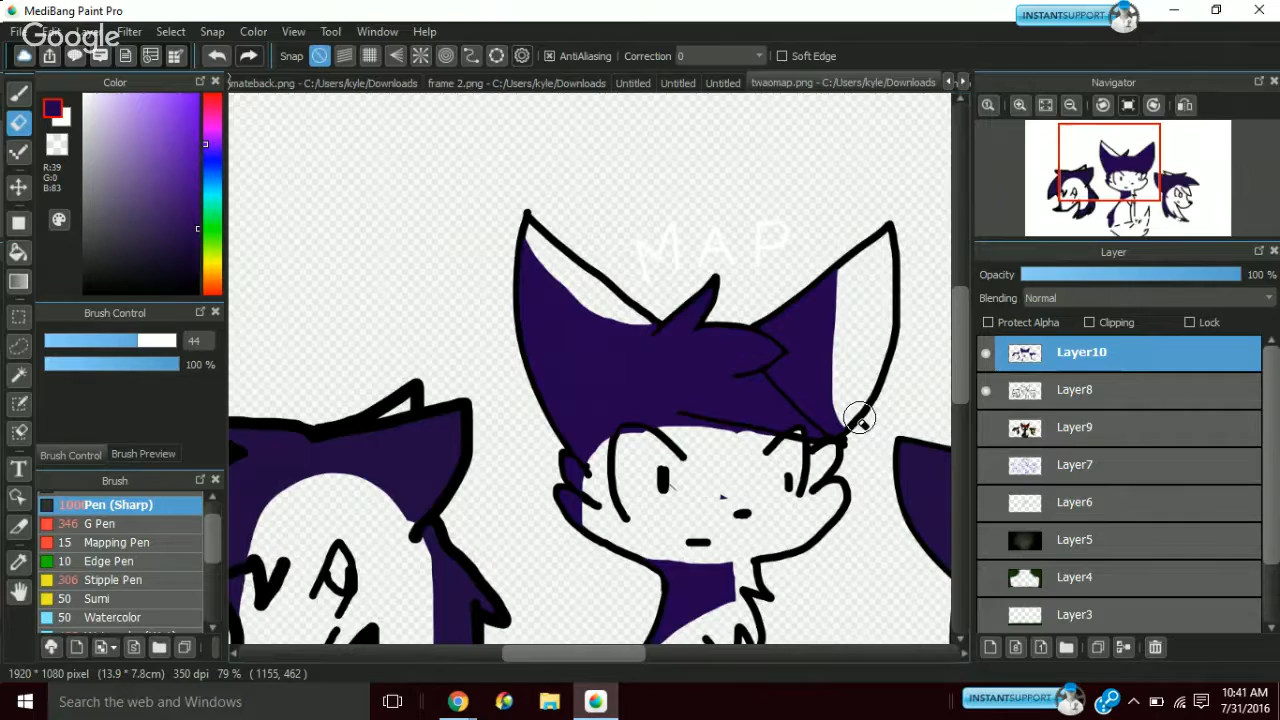 MediBang Paint Pro
INSTANTSUPPORT
File Edit Layer Filter Select Snap Color View Tool Window Help
Google
Snap AntiAliasing Correction 0 Soft Edge
Color
mateback.png - C:/Users/kyle/Downloads frame 2.png - C:/Users/kyle/Downloads Untitled Untitled Untitled twaomap.png - C:/Users/kyle/Downloads
Navigator
R:39
G:0
B:83
Layer
Opacity 100 %
Blending Normal
Protect Alpha Clipping Lock
Brush Control
44
100 %
Layer10
Layer8
Layer9
Layer7
Layer6
Layer5
Layer4
Layer3
Brush Control Brush Preview
Brush
Pen (Sharp)
346 G Pen
15 Mapping Pen
10 Edge Pen
306 Stipple Pen
50 Sumi
50 Watercolor
1920 * 1080 pixel (13.9 * 7.8cm) 350 dpi 79 % ( 1155, 462 )
Search the web and Windows
INSTANTSUPPORT
10:41 AM
7/31/2016